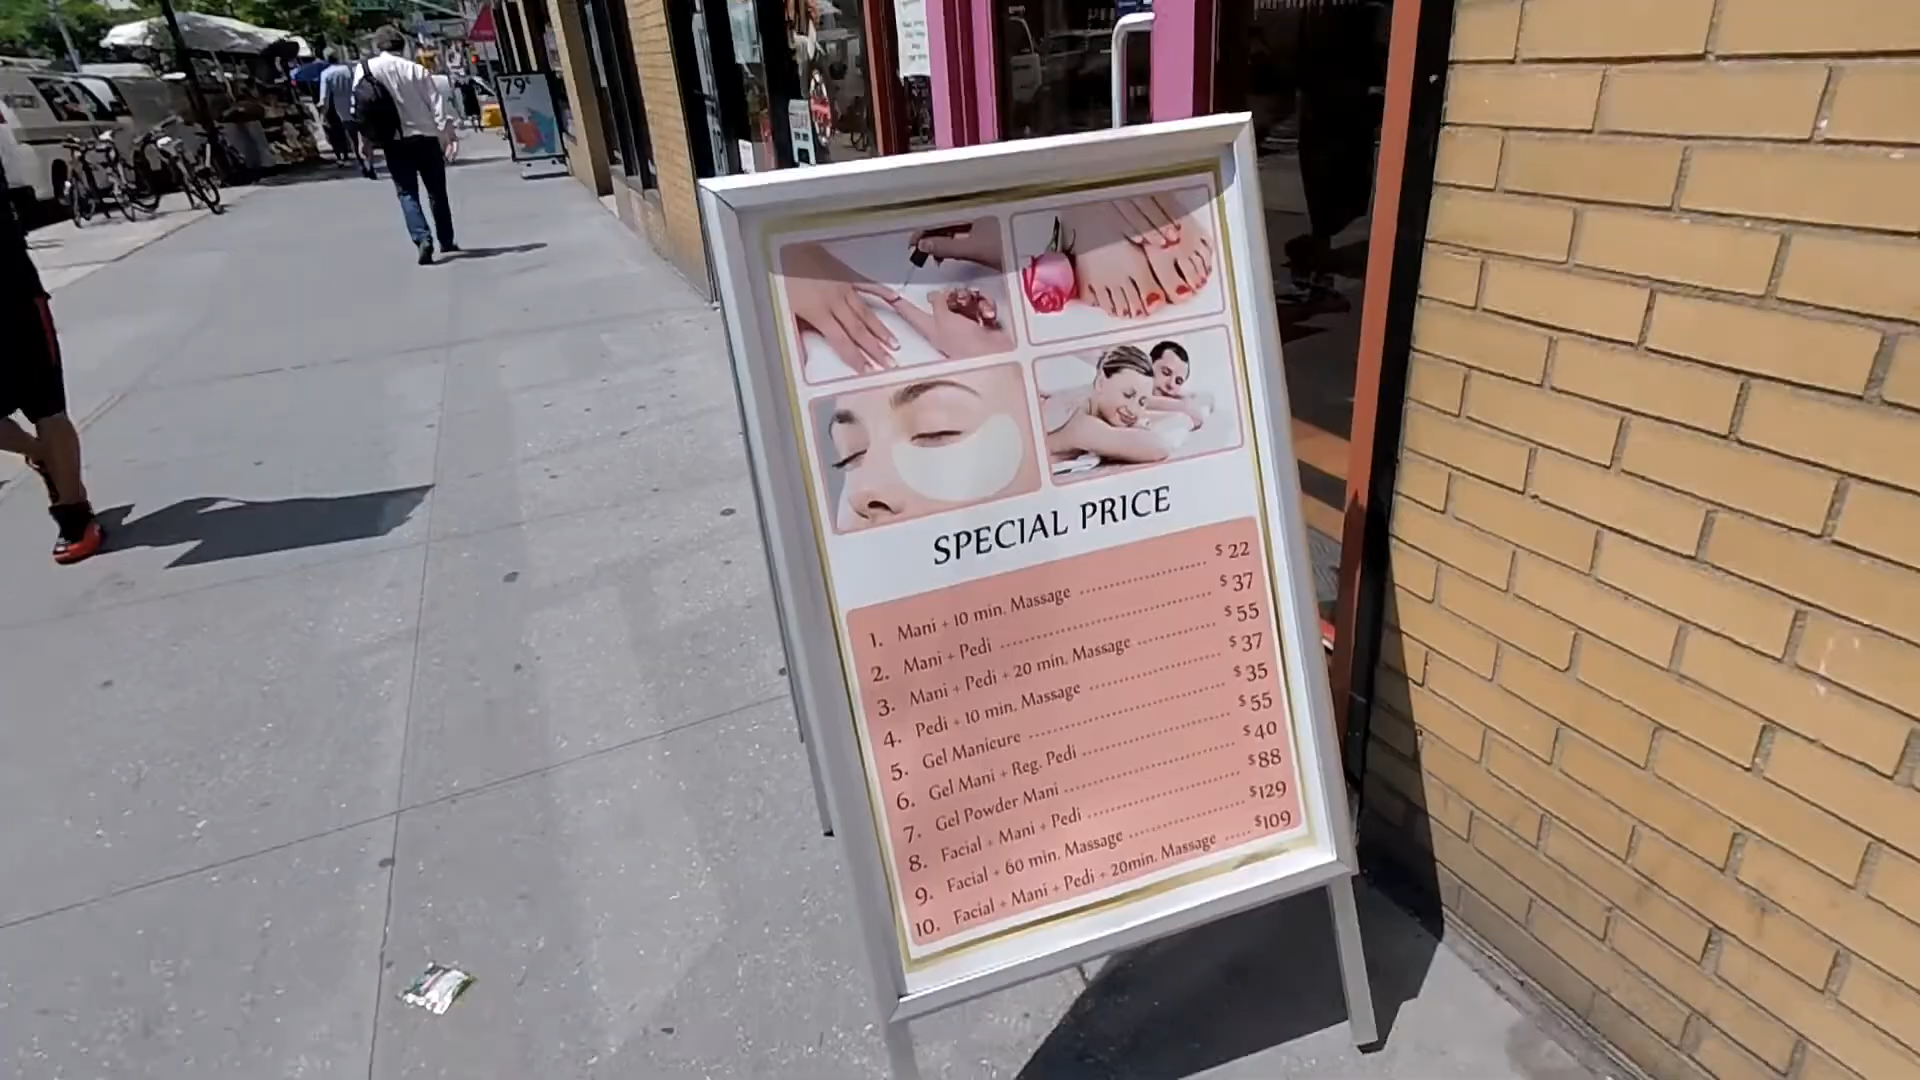 79¢
SPECIAL PRICE
1. Mani + 10 min. Massage ........................ $22
2. Mani + Pedi ........................................ $37
3. Mani + Pedi + 20 min. Massage ............... $55
4. Pedi + 10 min. Massage ........................ $37
5. Gel Manicure .................................... $35
6. Gel Mani + Reg. Pedi ........................... $55
7. Gel Powder Mani ................................ $40
8. Facial + Mani + Pedi ........................... $88
9. Facial + 60 min. Massage ..................... $129
10. Facial + Mani + Pedi + 20min. Massage ..... $109